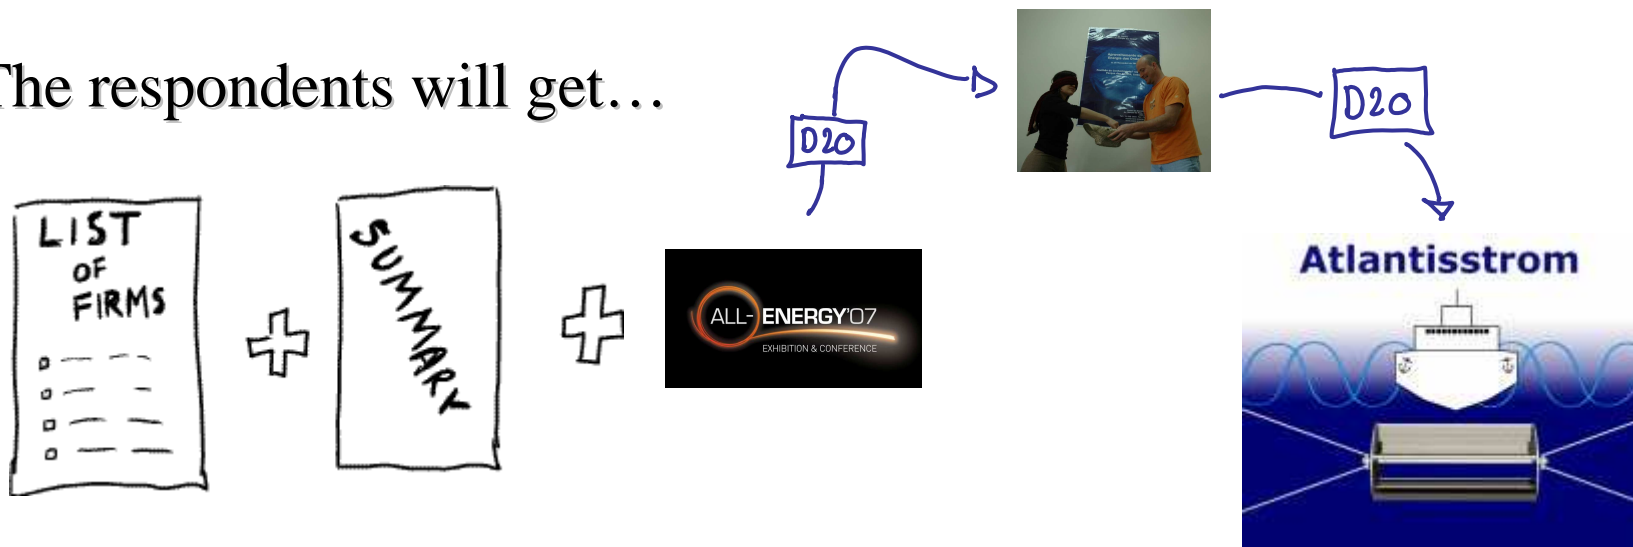 The respondents will get...
LIST
OF
FIRMS
SUMMARY
ALL-ENERGY'07
EXHIBITION & CONFERENCE
D20
D20
Atlantisstrom